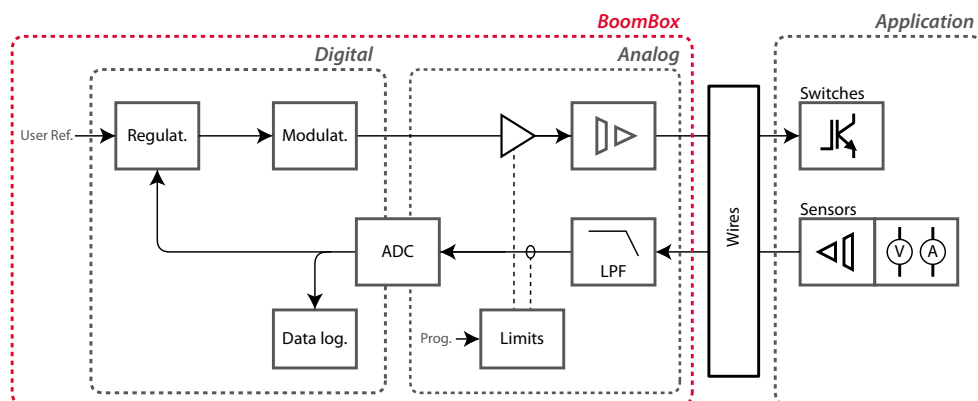 BoomBox
Application
Digital
Analog
Switches
User Ref.
Regulat.
Modulat.
Wires
Sensors
ADC
LPF
V
A
Data log.
Prog.
Limits